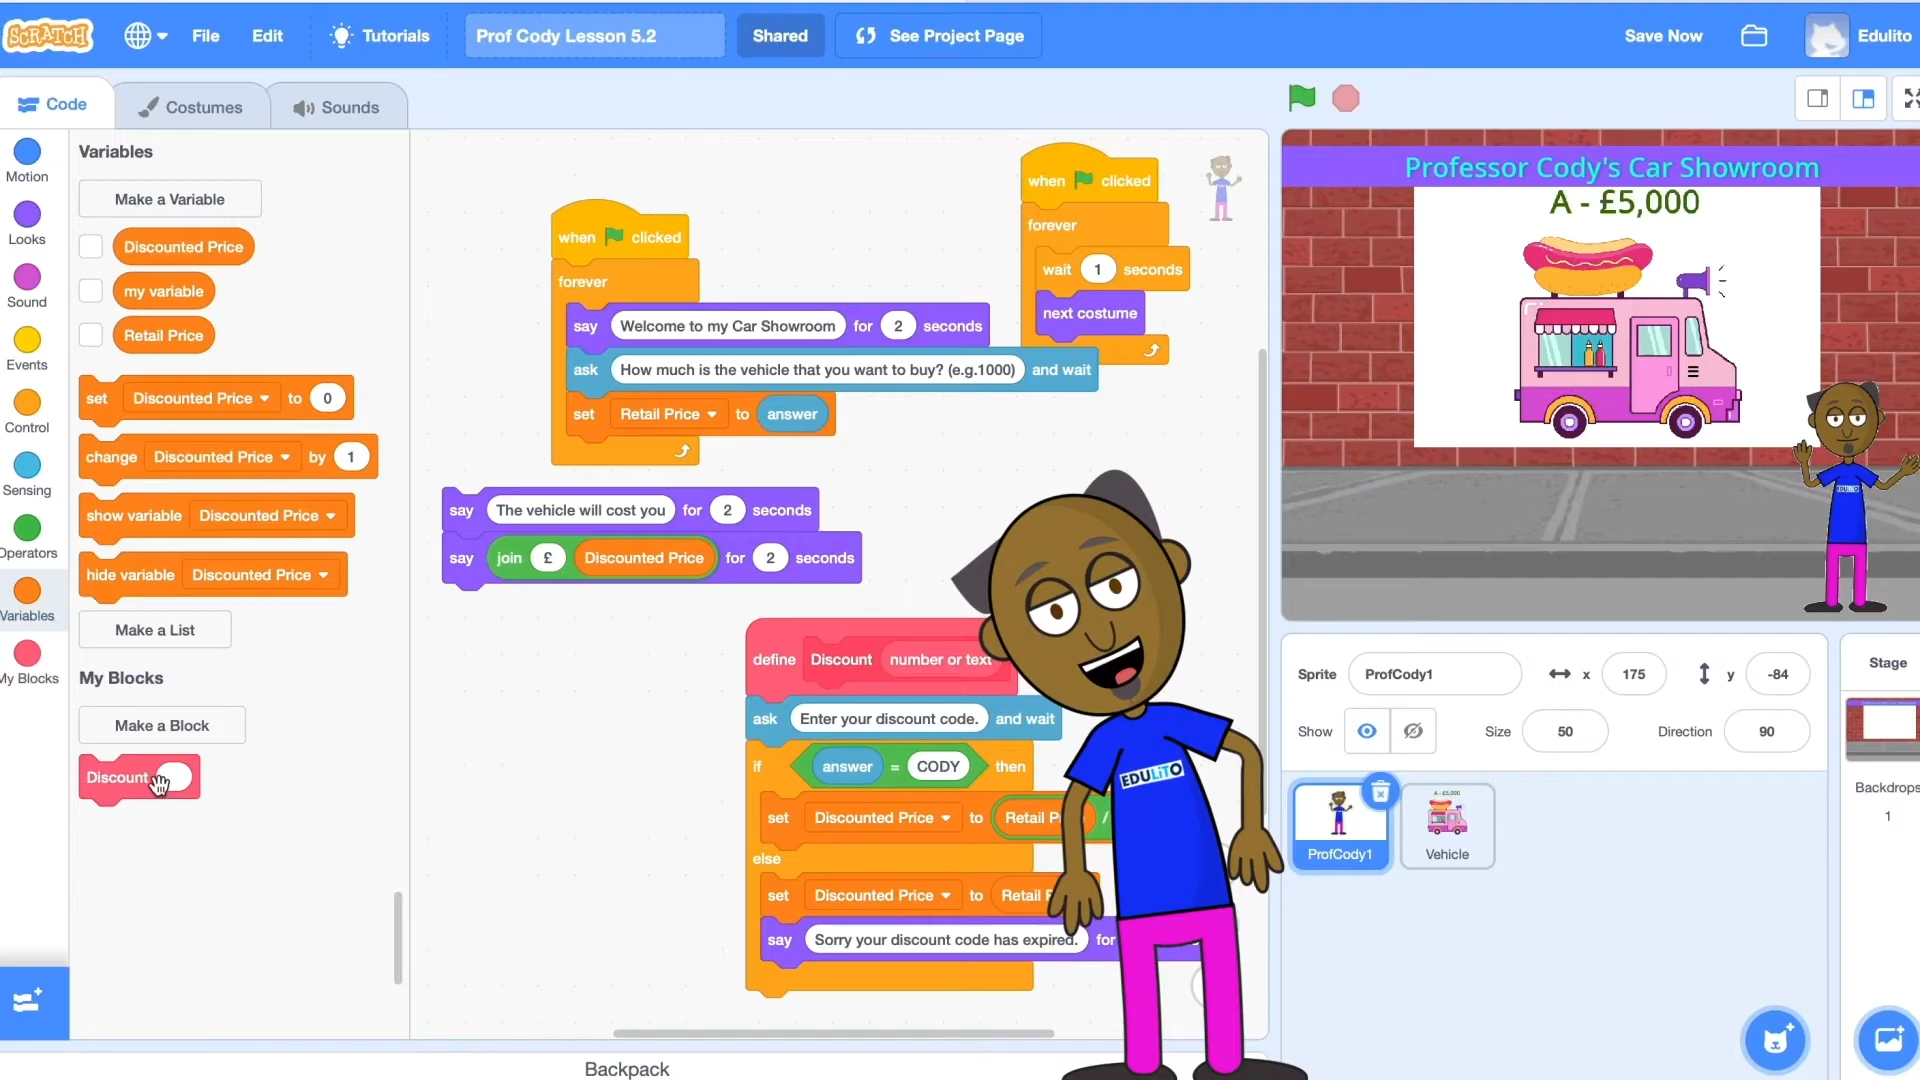 SCRATCH
File
Edit
Tutorials
Prof Cody Lesson 5.2
Shared
See Project Page
Save Now
Edulito
Code
Costumes
Sounds
Motion
Looks
Sound
Events
Control
Sensing
Operators
Variables
My Blocks
Variables
Make a Variable
Discounted Price
my variable
Retail Price
set Discounted Price to 0
change Discounted Price by 1
show variable Discounted Price
hide variable Discounted Price
Make a List
My Blocks
Make a Block
Discount
when clicked
forever
say Welcome to my Car Showroom for 2 seconds
ask How much is the vehicle that you want to buy? (e.g.1000) and wait
set Retail Price to answer
when clicked
forever
wait 1 seconds
next costume
say The vehicle will cost you for 2 seconds
say join £ Discounted Price for 2 seconds
define Discount number or text
ask Enter your discount code. and wait
if answer = CODY then
set Discounted Price to Retail /
else
set Discounted Price to Retail
say Sorry your discount code has expired. for
EDULITO
Backpack
Professor Cody's Car Showroom
A - £5,000
EDULITO
Sprite ProfCody1 x 175 y -84
Show Size 50 Direction 90
ProfCody1
A - £5,000
Vehicle
Stage
Backdrops
1